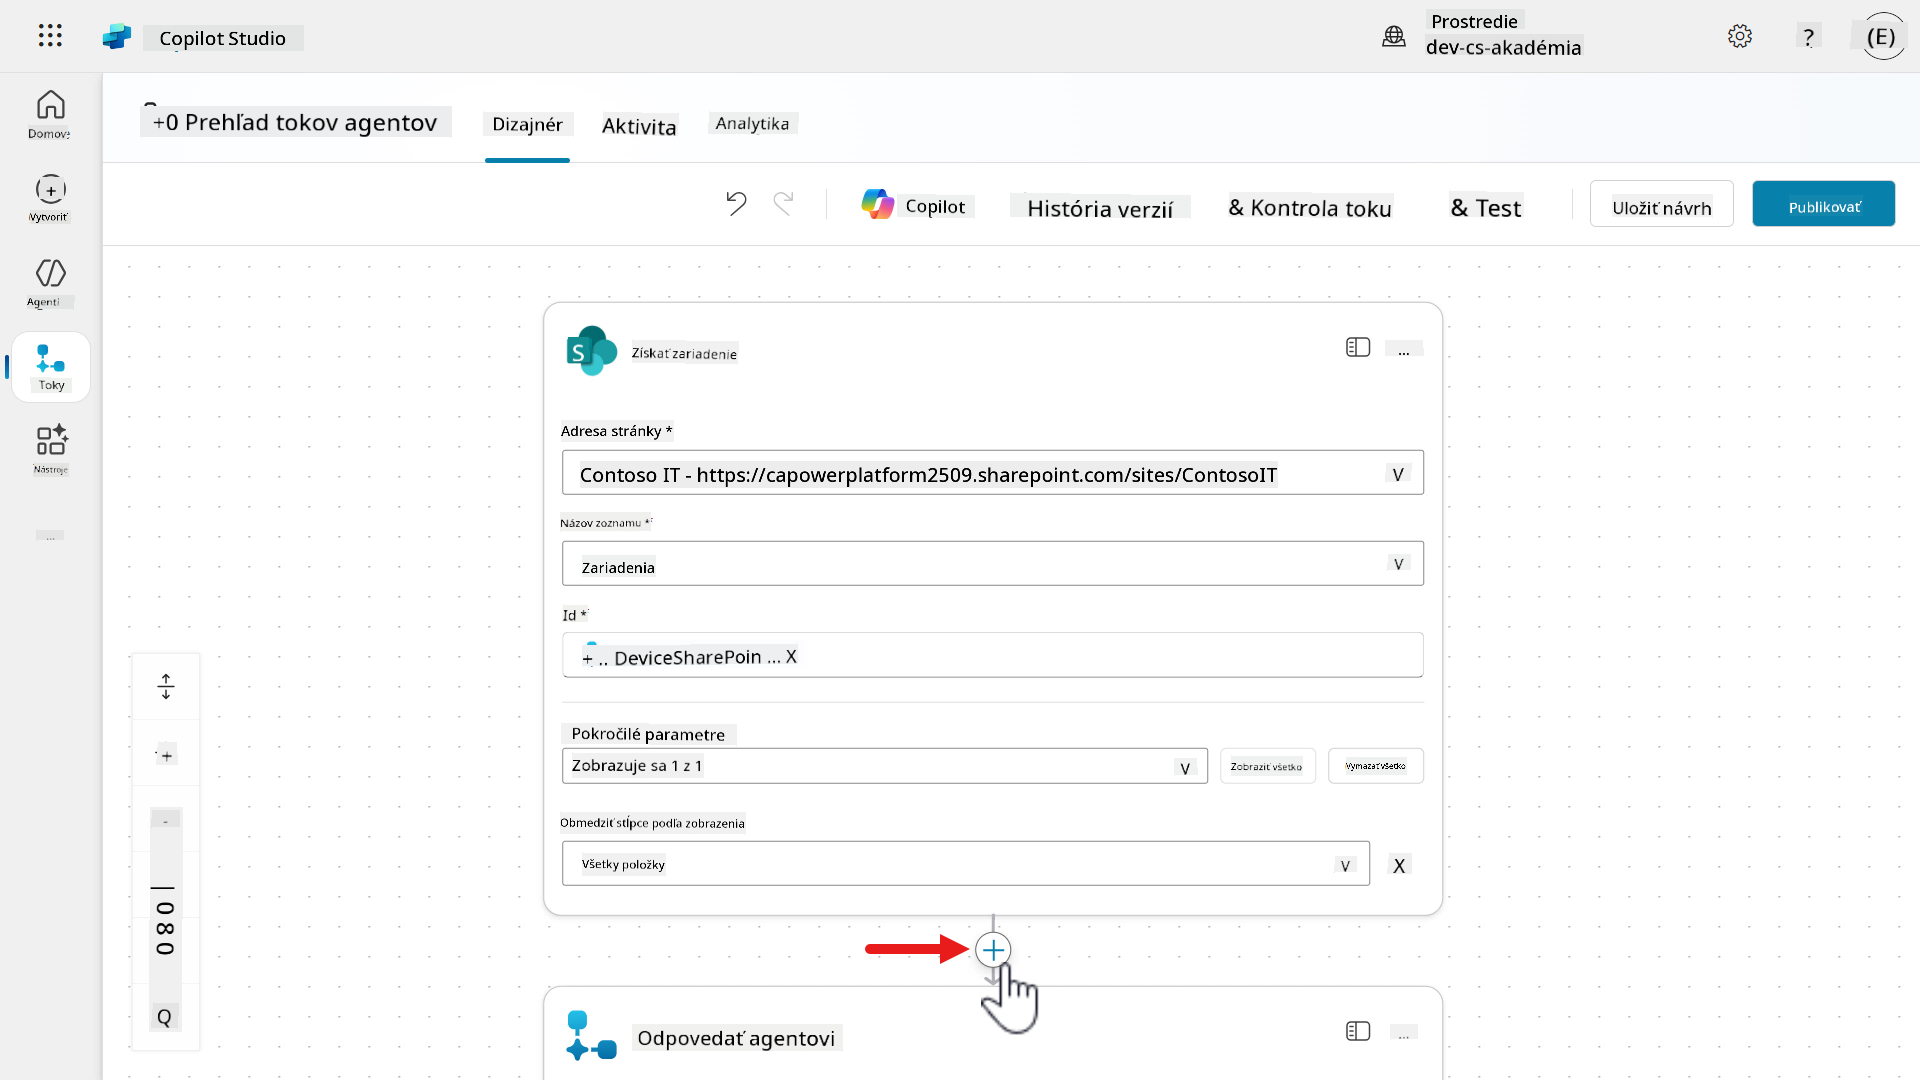 Copilot Studio
Prostredie
dev-cs-akadémia
?
(E)
Domov
+0 Prehľad tokov agentov
Dizajnér
Aktivita
Analytika
Vytvoriť
Copilot
História verzií
& Kontrola toku
& Test
Uložiť návrh
Publikovať
Agenti
Toky
Nástroje
...
S
Získať zariadenie
...
Adresa stránky *
Contoso IT - https://capowerplatform2509.sharepoint.com/sites/ContosoIT
V
Názov zoznamu *
Zariadenia
V
Id *
+ .. DeviceSharePoin ... X
Pokročilé parametre
Zobrazuje sa 1 z 1
V
Zobraziť všetko
Vymazať všetko
Obmedziť stĺpce podľa zobrazenia
Všetky položky
V
X
+
-
| 080
Q
Odpovedať agentovi
...